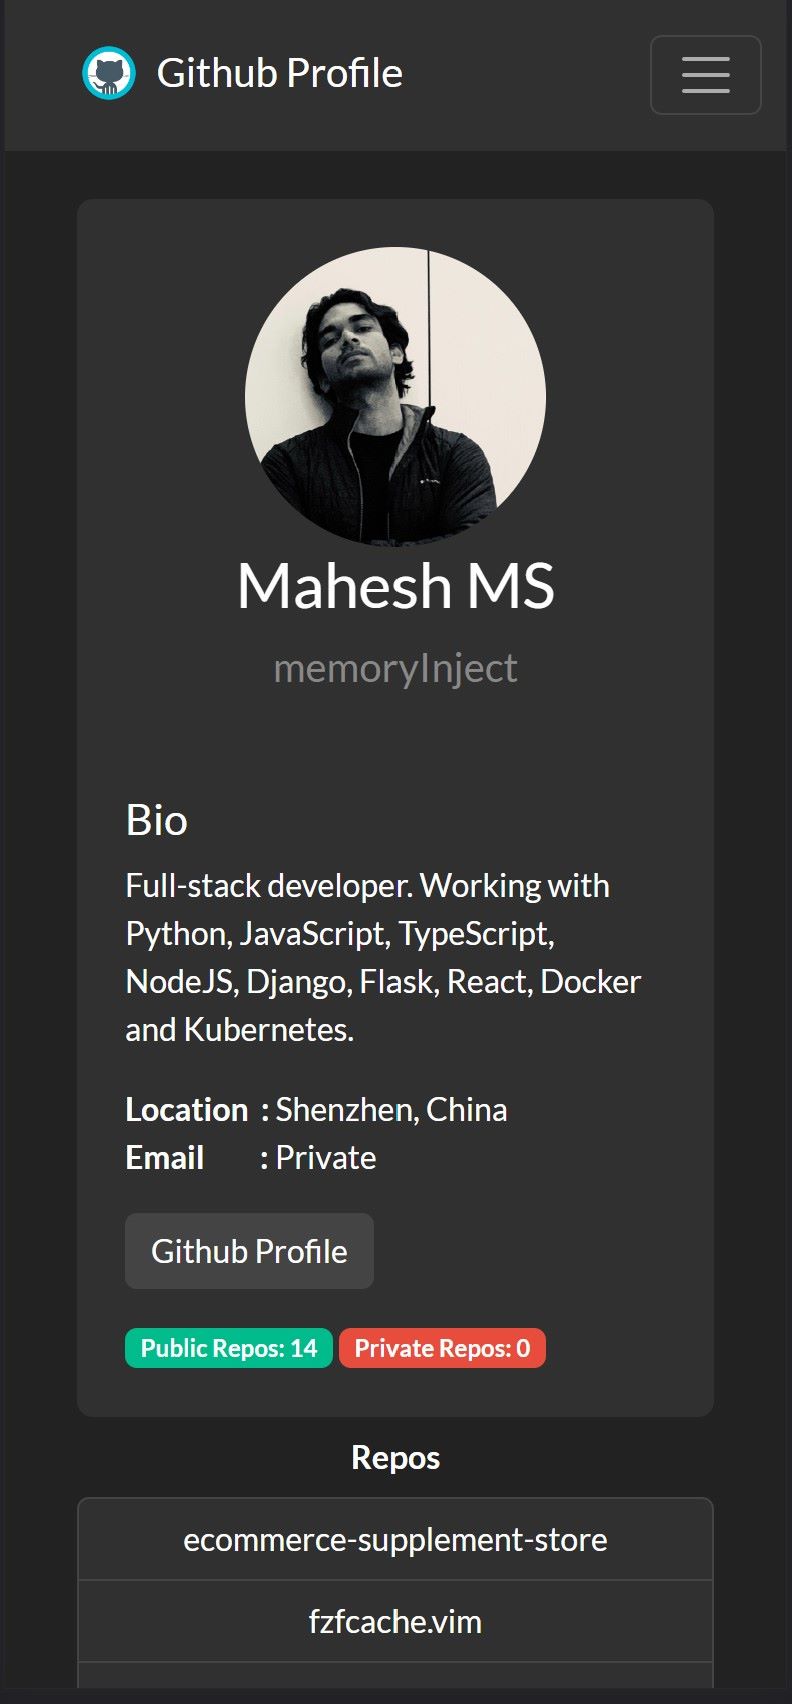 Github Profile
Mahesh MS
memoryInject
Bio
Full-stack developer. Working with
Python, JavaScript, TypeScript,
NodeJS, Django, Flask, React, Docker
and Kubernetes.
Location : Shenzhen, China
Email : Private
Github Profile
Public Repos: 14 Private Repos: 0
Repos
ecommerce-supplement-store
fzfcache.vim